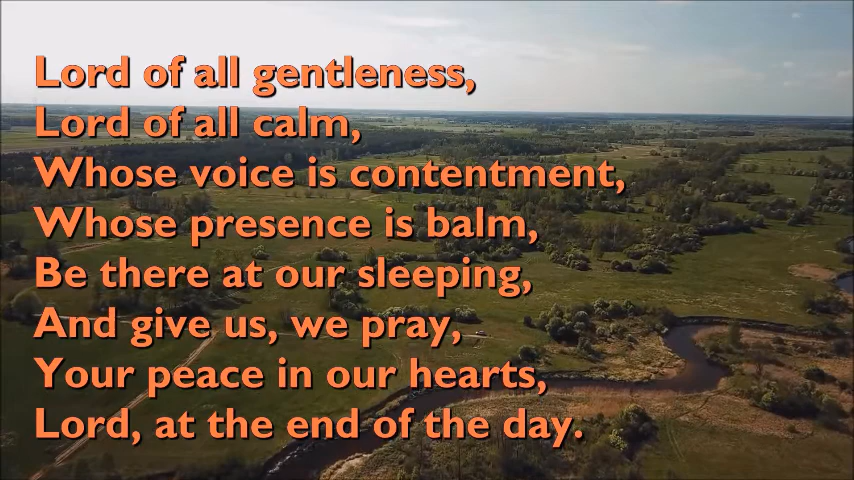 Lord of all gentleness,
Lord of all calm,
Whose voice is contentment,
Whose presence is balm,
Be there at our sleeping,
And give us, we pray,
Your peace in our hearts,
Lord, at the end of the day.